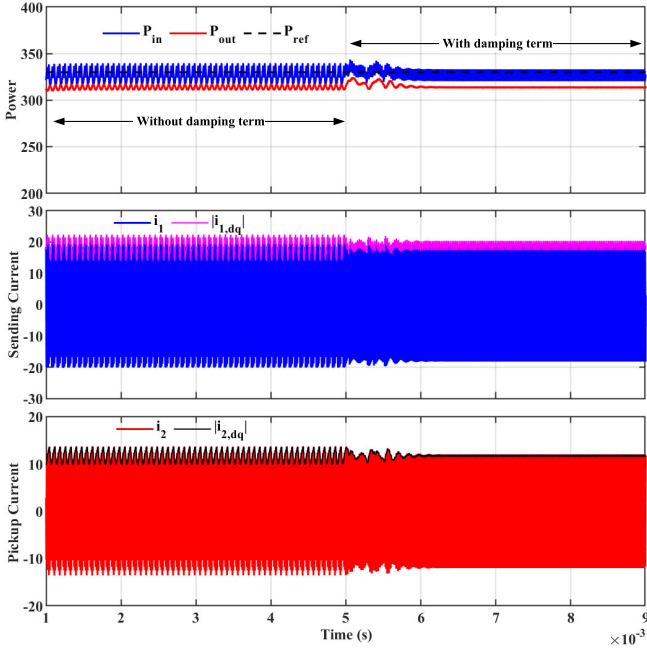 400
350
300
250
200
Power
P_in P_out P_ref
With damping term
Without damping term
30
20
10
0
-10
-20
-30
Sending Current
i_1 |i_1,dq|
20
10
0
-10
-20
Pickup Current
i_2 |i_2,dq|
1 2 3 4 5 6 7 8 9
Time (s)
×10^-3